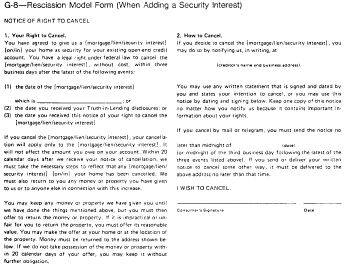 G-6—Rescission Model Form (When Adding a Security Interest)
NOTICE OF RIGHT TO CANCEL
1. Your Right to Cancel.
You have agreed to give us a [mortgage/lien/security interest]
[on/in] your home as security for your existing open-end credit
account. You have a legal right under federal law to cancel the
[mortgage/lien/security interest], without cost, within three
business days after the latest of the following events:
(1) the date of the [mortgage/lien/security interest]
which is ____________________; or
(2) the date you received your Truth-in-Lending disclosures; or
(3) the date you received this notice of your right to cancel the
[mortgage/lien/security interest].
If you cancel the [mortgage/lien/security interest], your cancella-
tion will apply only to the [mortgage/lien/security interest]. It
will not affect the amount you owe on your account. Within 20
calendar days after we receive your notice of cancellation, we
must take the necessary steps to reflect that any [mortgage/lien/
security interest] [on/in] your home has been cancelled. We
must also return to you any money or property you have given
to us or to anyone else in connection with this increase.
You may keep any money or property we have given you until
we have done the things mentioned above, but you must then
offer to return the money or property. If it is impractical or un-
fair for you to return the property, you must offer its reasonable
value. You may make the offer at your home or at the location of
the property. Money must be returned to the address shown be-
low. If we do not take possession of the money or property with-
in 20 calendar days of your offer, you may keep it without
further obligation.
2. How to Cancel.
If you decide to cancel the [mortgage/lien/security interest], you
may do so by notifying us, in writing, at
(creditor's name and business address).
You may use any written statement that is signed and dated by
you and states your intention to cancel, or you may use this
notice by dating and signing below. Keep one copy of this notice
no matter how you notify us because it contains important in-
formation about your rights.
If you cancel by mail or telegram, you must send the notice no
later than midnight of (date)
(or midnight of the third business day following the latest of the
three events listed above). If you send or deliver your written
notice to cancel some other way, it must be delivered to the
above address no later than that time.
I WISH TO CANCEL.
Consumer's Signature Date